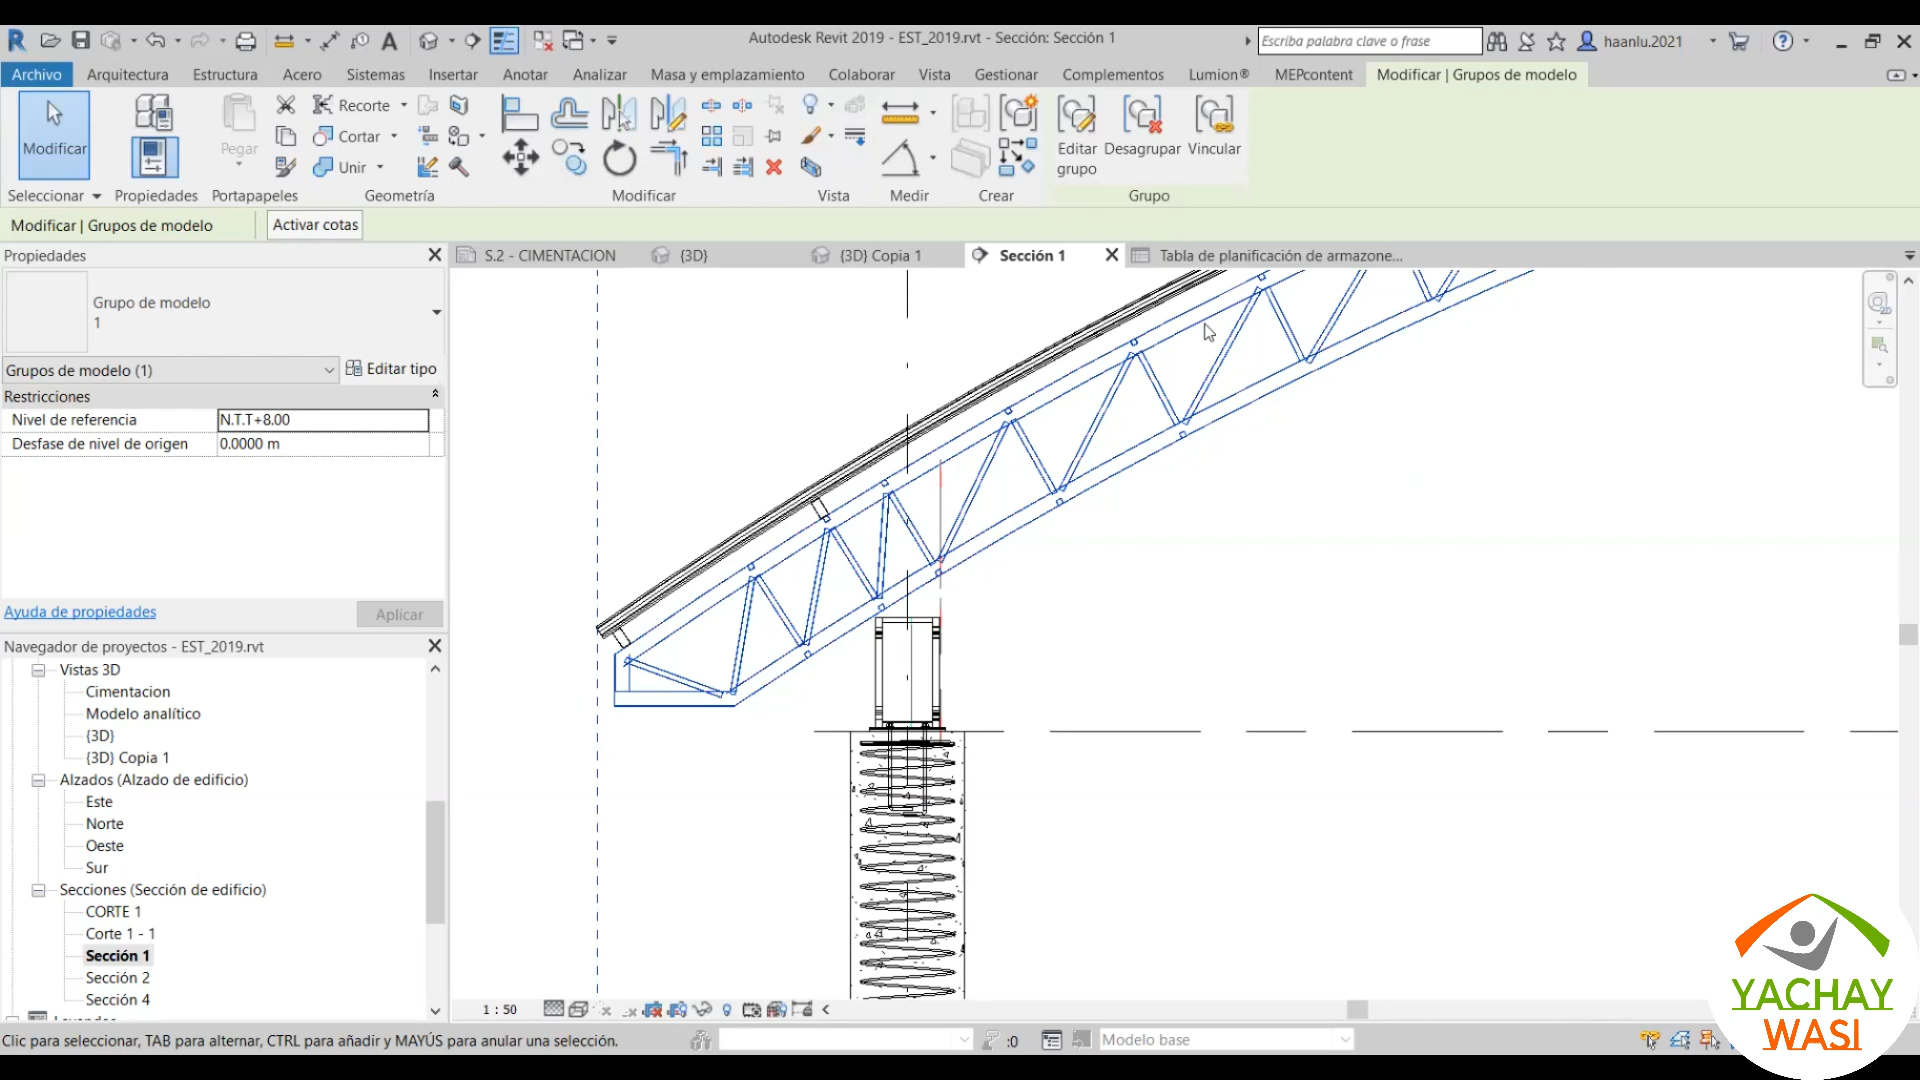 Autodesk Revit 2019 - EST_2019.rvt - Sección: Sección 1
Escriba palabra clave o frase
haanlu.2021
Archivo Arquitectura Estructura Acero Sistemas Insertar Anotar Analizar Masa y emplazamiento Colaborar Vista Gestionar Complementos Lumion® MEPcontent Modificar | Grupos de modelo
Modificar
Pegar
Recorte
Cortar
Unir
Editar grupo
Desagrupar
Vincular
Seleccionar Propiedades Portapapeles Geometría Modificar Vista Medir Crear Grupo
Modificar | Grupos de modelo Activar cotas
Propiedades
S.2 - CIMENTACION {3D} {3D} Copia 1 Sección 1 Tabla de planificación de armazone...
Grupo de modelo
1
Grupos de modelo (1) Editar tipo
Restricciones
Nivel de referencia N.T.T+8.00
Desfase de nivel de origen 0.0000 m
Ayuda de propiedades Aplicar
Navegador de proyectos - EST_2019.rvt
Vistas 3D
Cimentacion
Modelo analítico
{3D}
{3D} Copia 1
Alzados (Alzado de edificio)
Este
Norte
Oeste
Sur
Secciones (Sección de edificio)
CORTE 1
Corte 1 - 1
Sección 1
Sección 2
Sección 4
1 : 50
Clic para seleccionar, TAB para alternar, CTRL para añadir y MAYÚS para anular una selección.
:0
Modelo base
YACHAY
WASI